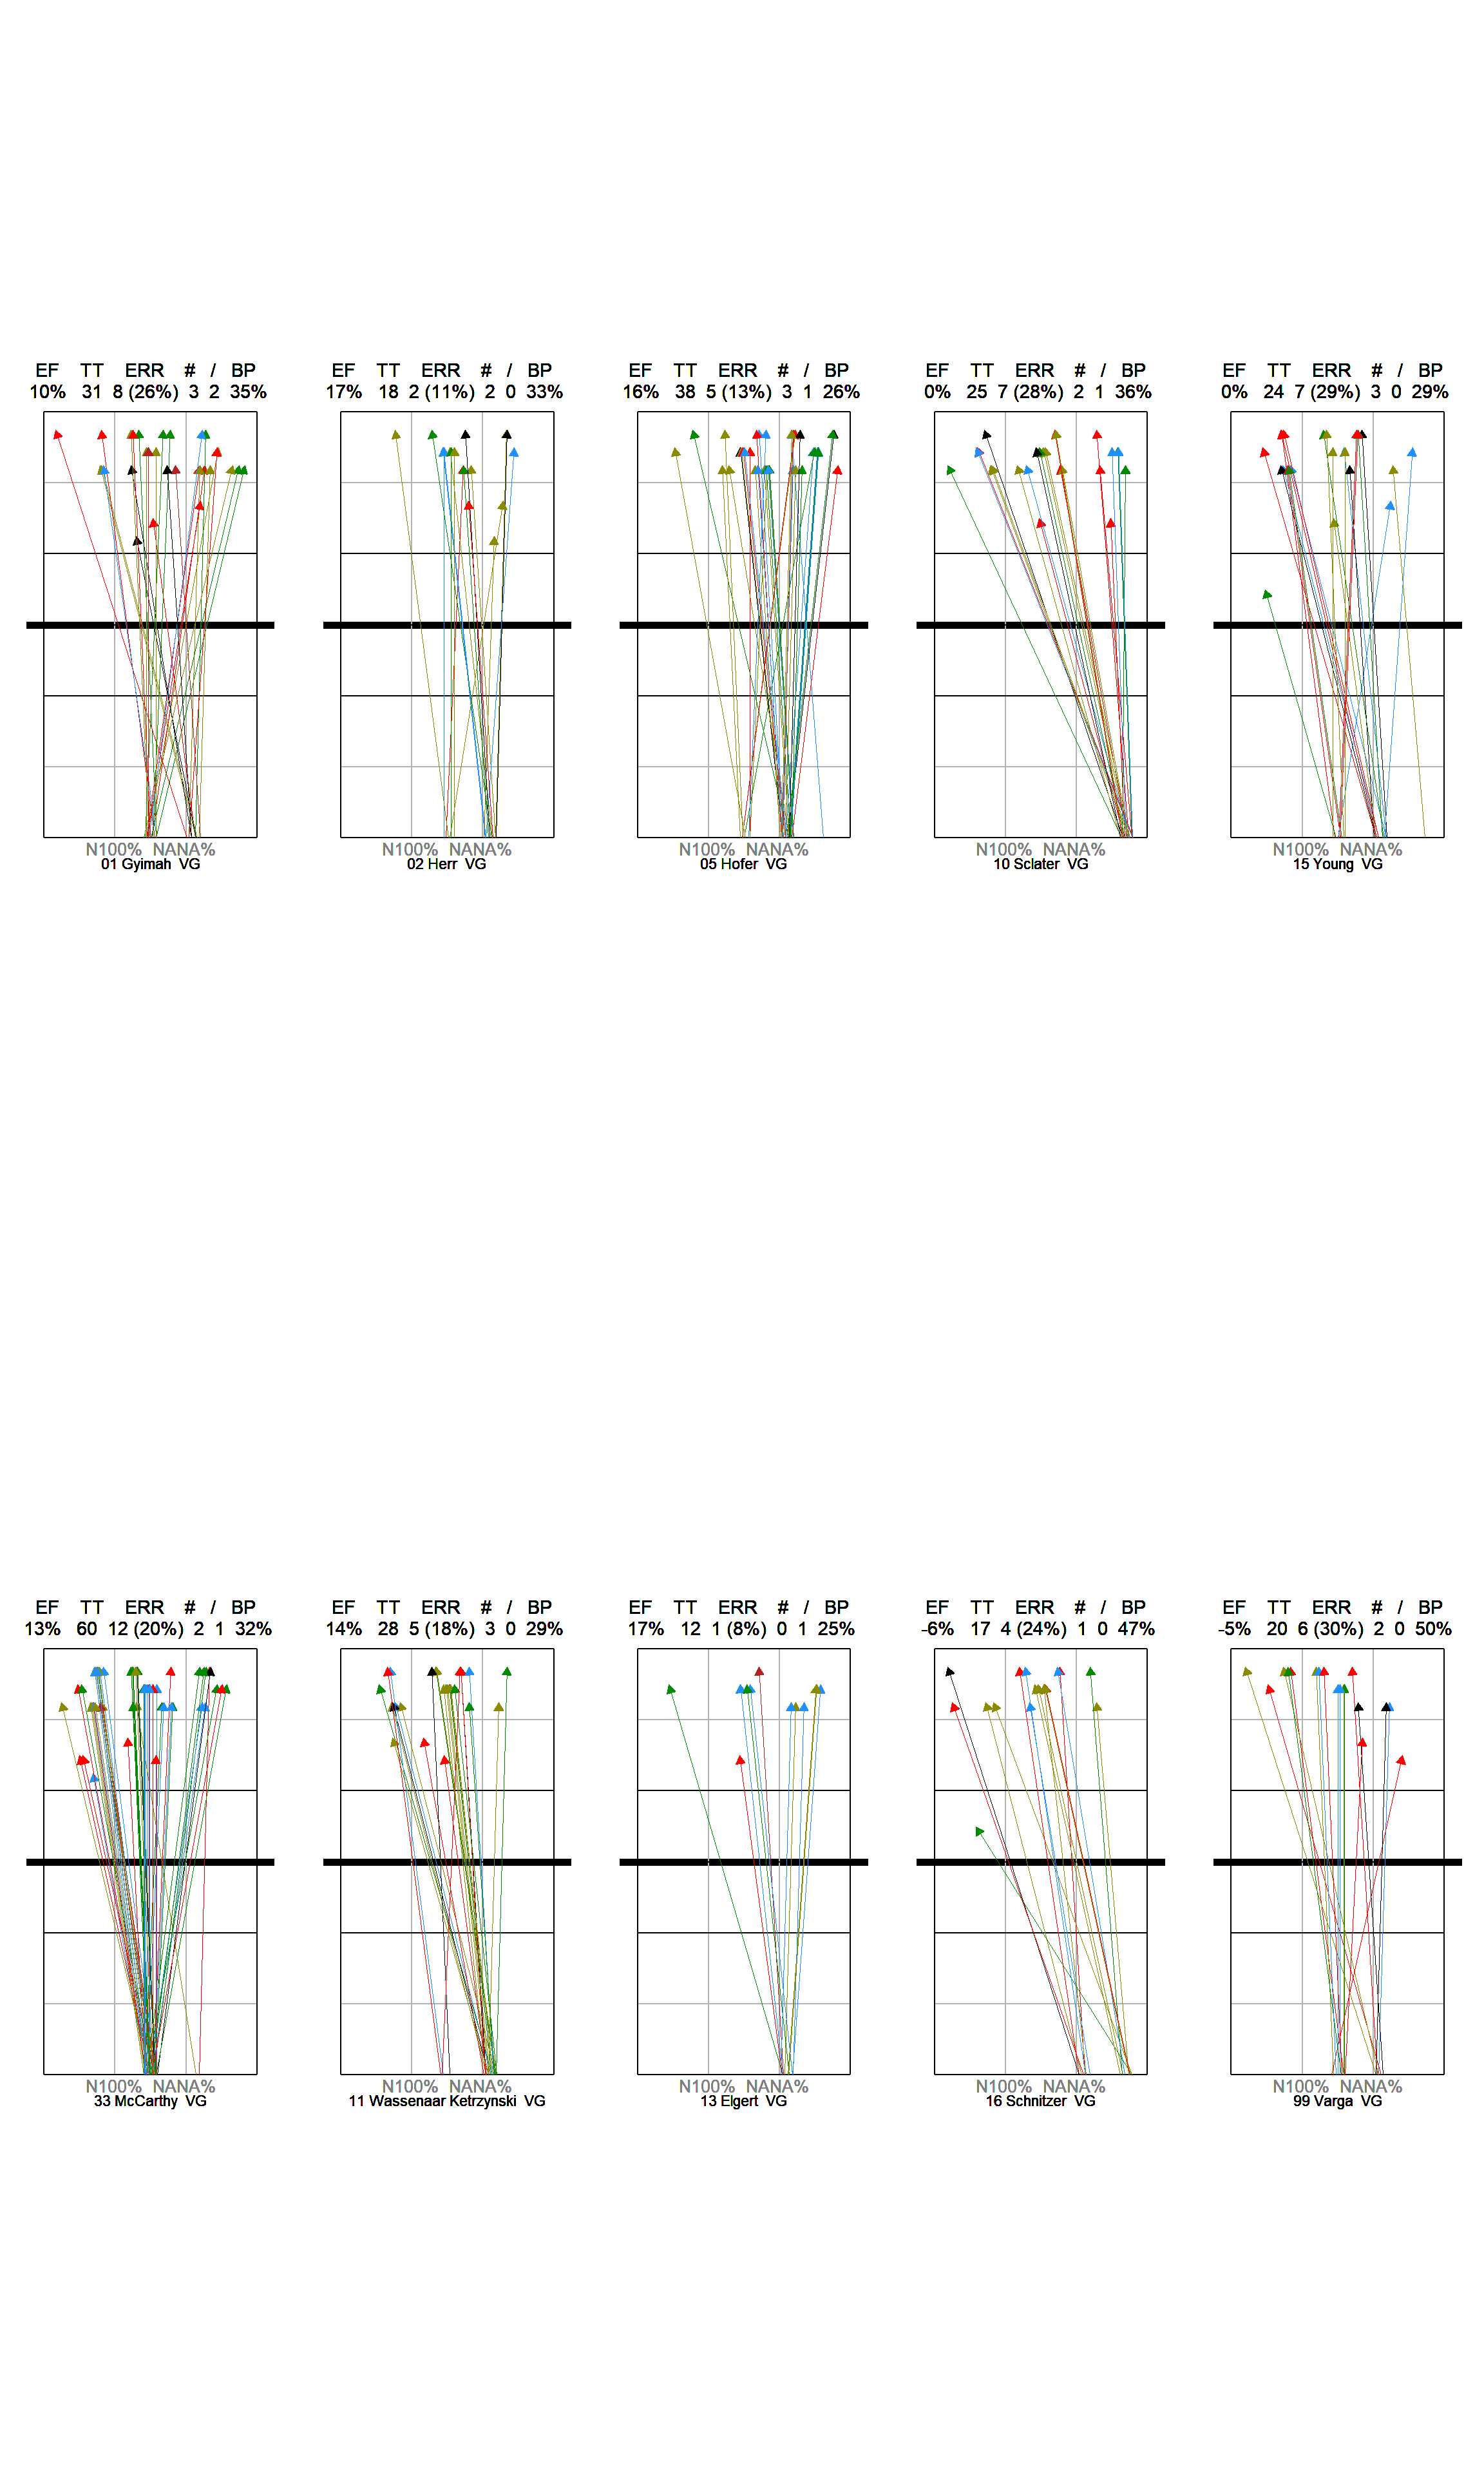 EF TT ERR # / BP
10% 31 8 (26%) 3 2 35%
N100% NANA%
01 Gyimah VG
EF TT ERR # / BP
17% 18 2 (11%) 2 0 33%
N100% NANA%
02 Herr VG
EF TT ERR # / BP
16% 38 5 (13%) 3 1 26%
N100% NANA%
05 Hofer VG
EF TT ERR # / BP
0% 25 7 (28%) 2 1 36%
N100% NANA%
10 Sclater VG
EF TT ERR # / BP
0% 24 7 (29%) 3 0 29%
N100% NANA%
15 Young VG
EF TT ERR # / BP
13% 60 12 (20%) 2 1 32%
N100% NANA%
33 McCarthy VG
EF TT ERR # / BP
14% 28 5 (18%) 3 0 29%
N100% NANA%
11 Wassenaar Ketrzynski VG
EF TT ERR # / BP
17% 12 1 (8%) 0 1 25%
N100% NANA%
13 Elgert VG
EF TT ERR # / BP
-6% 17 4 (24%) 1 0 47%
N100% NANA%
16 Schnitzer VG
EF TT ERR # / BP
-5% 20 6 (30%) 2 0 50%
N100% NANA%
99 Varga VG